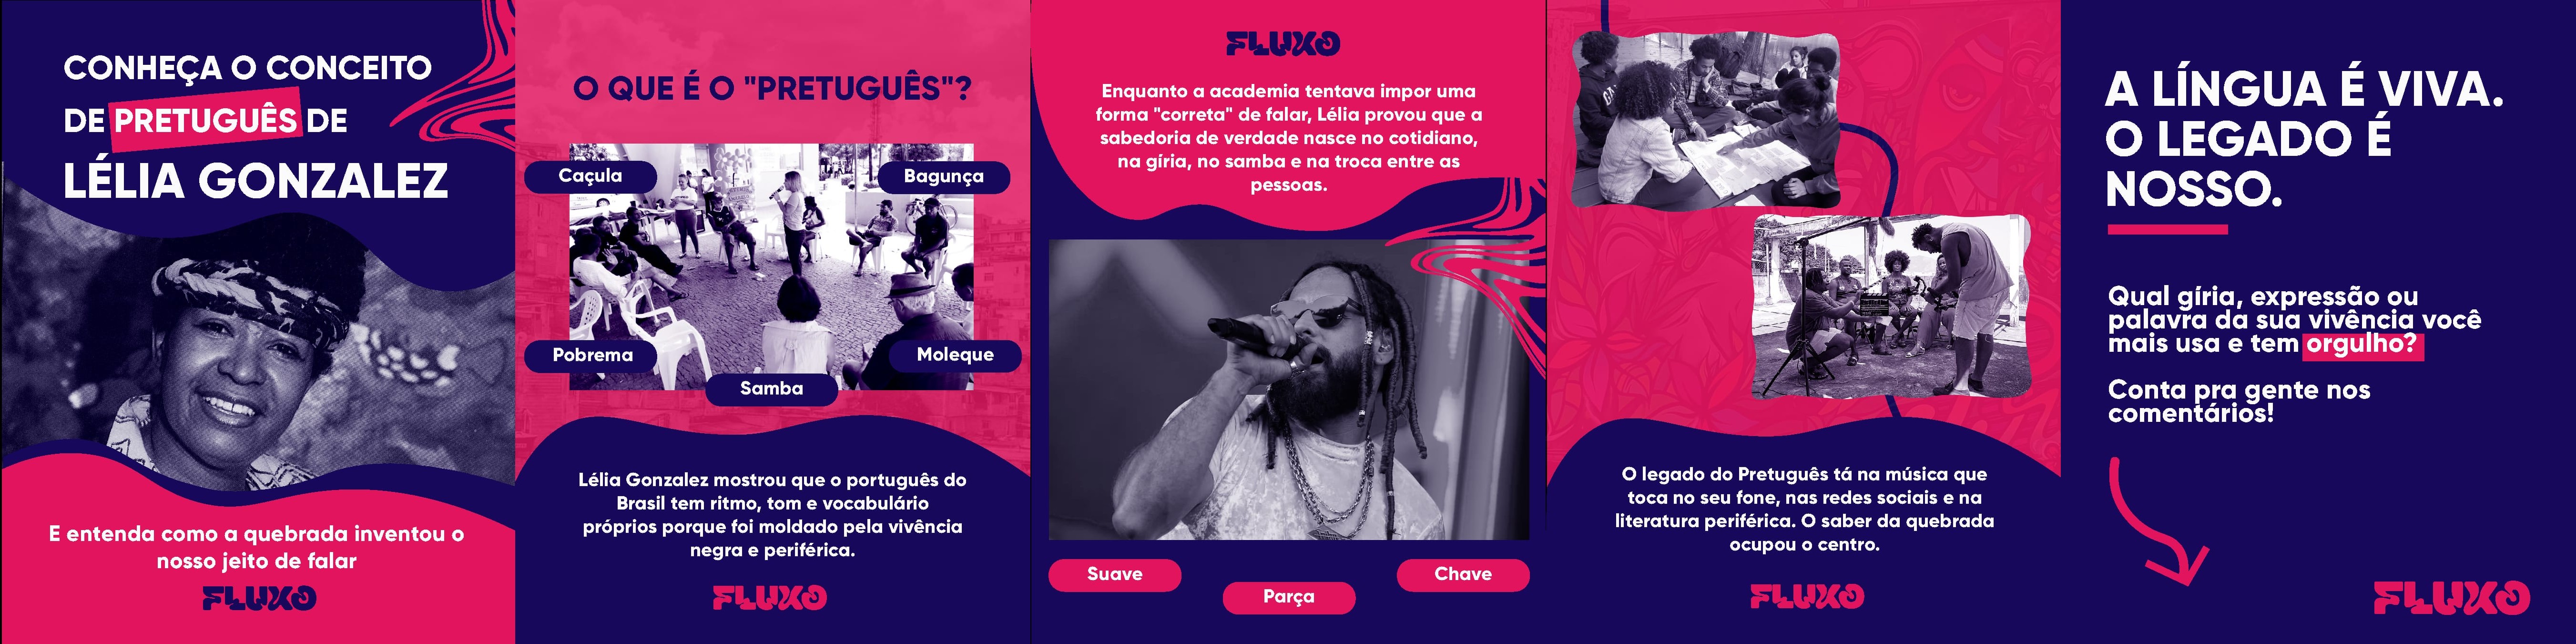 CONHEÇA O CONCEITO
DE PRETUGUÊS DE
LÉLIA GONZALEZ
E entenda como a quebrada inventou o
nosso jeito de falar
FLUXO
O QUE É O "PRETUGUÊS"?
Caçula
Bagunça
Pobrema
Moleque
Samba
Lélia Gonzalez mostrou que o português do
Brasil tem ritmo, tom e vocabulário
próprios porque foi moldado pela vivência
negra e periférica.
FLUXO
FLUXO
Enquanto a academia tentava impor uma
forma "correta" de falar, Lélia provou que a
sabedoria de verdade nasce no cotidiano,
na gíria, no samba e na troca entre as
pessoas.
Suave
Parça
Chave
O legado do Pretuguês tá na música que
toca no seu fone, nas redes sociais e na
literatura periférica. O saber da quebrada
ocupou o centro.
FLUXO
A LÍNGUA É VIVA.
O LEGADO É
NOSSO.
Qual gíria, expressão ou
palavra da sua vivência você
mais usa e tem orgulho?
Conta pra gente nos
comentários!
FLUXO